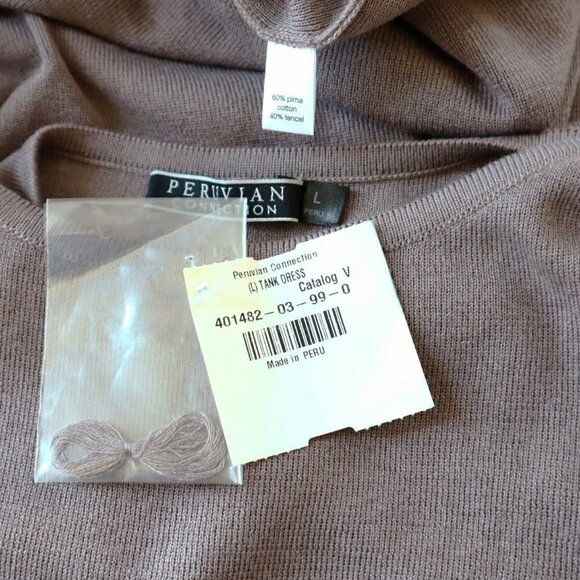 60% pima
cotton
40% tencel
PERUVIAN
CONNECTION
L
PERU
Peruvian Connection
(L) TANK DRESS
Catalog V
401482-03-99-0
Made in PERU